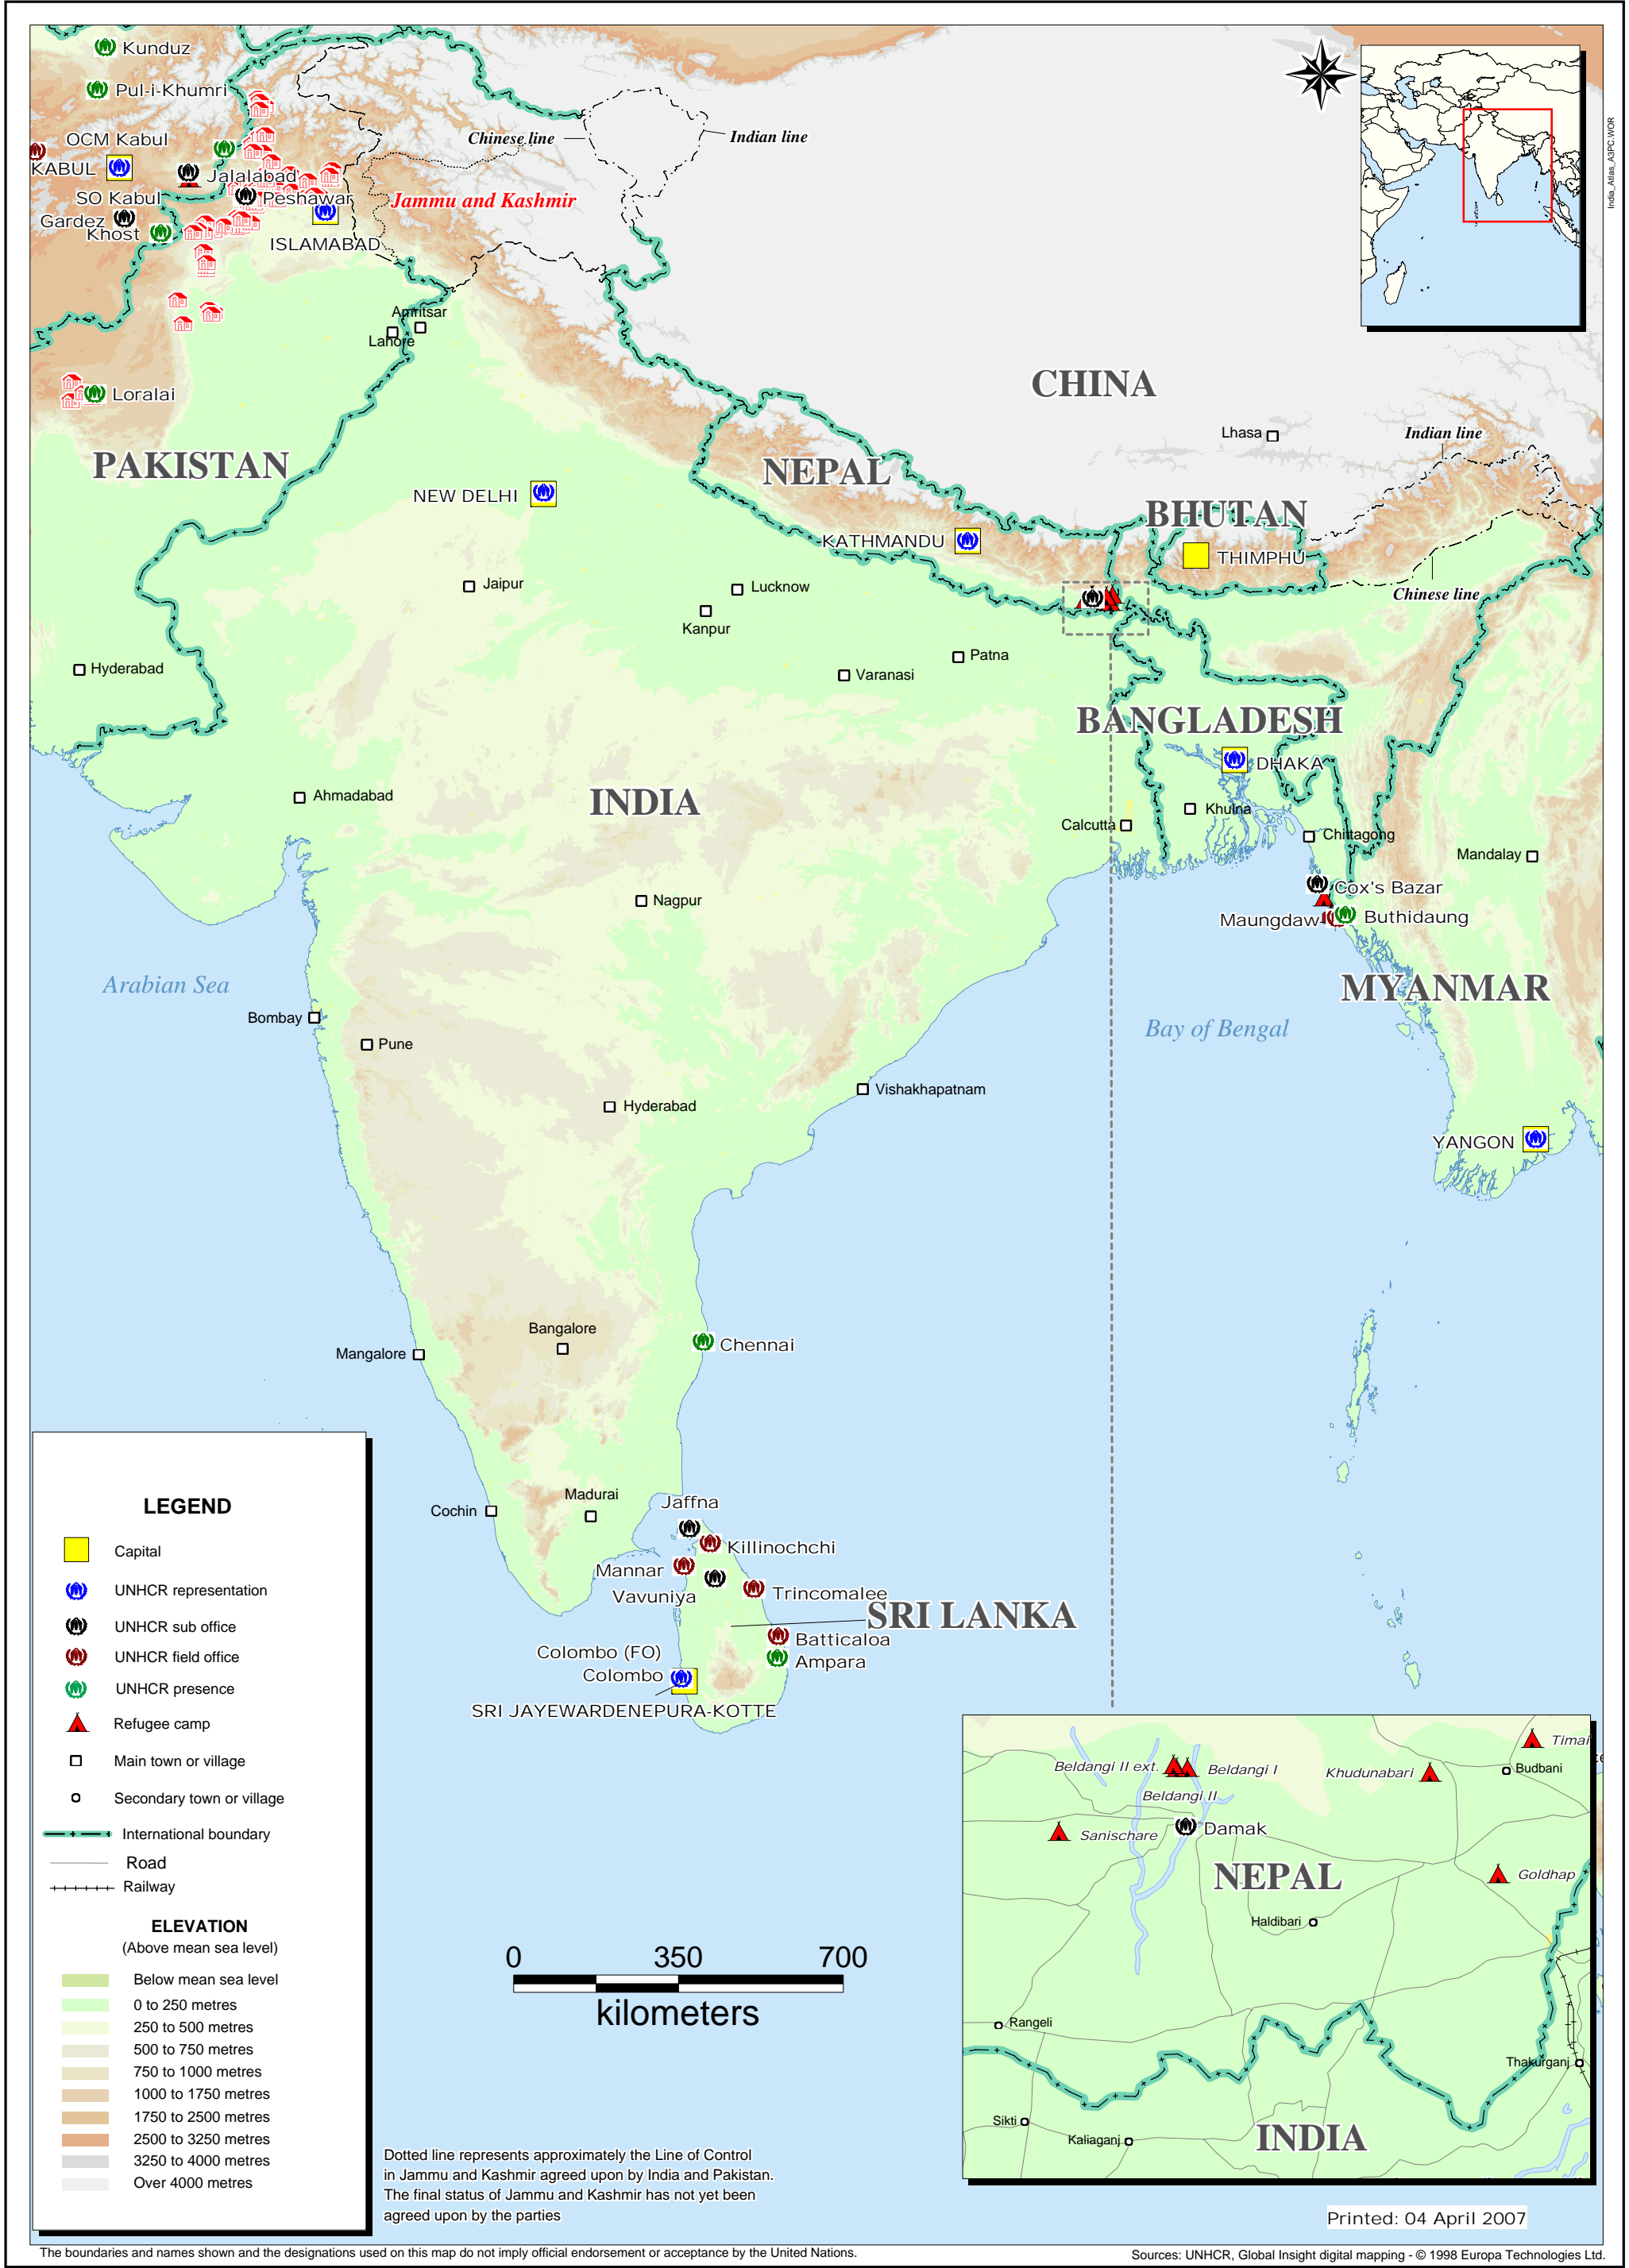 Kunduz
Pul-i-Khumri
OCM Kabul
KABUL
Jalalabad
SO Kabul
Peshawar
Gardez
Khost
ISLAMABAD
Chinese line
Indian line
Jammu and Kashmir
India_Atlas_A3PC.WOR
Amritsar
Lahore
Loralai
PAKISTAN
CHINA
Lhasa
Indian line
NEPAL
NEW DELHI
BHUTAN
KATHMANDU
THIMPHU
Jaipur
Lucknow
Chinese line
Kanpur
Hyderabad
Patna
Varanasi
BANGLADESH
DHAKA
Ahmadabad
INDIA
Khulna
Calcutta
Chittagong
Mandalay
Nagpur
Cox's Bazar
Maungdaw
Buthidaung
Arabian Sea
MYANMAR
Bombay
Bay of Bengal
Pune
Vishakhapatnam
Hyderabad
YANGON
Bangalore
Chennai
Mangalore
Cochin
Madurai
Jaffna
Killinochchi
Mannar
Vavuniya
Trincomalee
SRI LANKA
Batticaloa
Colombo (FO)
Ampara
Colombo
SRI JAYEWARDENEPURA-KOTTE
LEGEND
Capital
UNHCR representation
UNHCR sub office
UNHCR field office
UNHCR presence
Refugee camp
Main town or village
Secondary town or village
International boundary
Road
Railway
ELEVATION
(Above mean sea level)
Below mean sea level
0 to 250 metres
250 to 500 metres
500 to 750 metres
750 to 1000 metres
1000 to 1750 metres
1750 to 2500 metres
2500 to 3250 metres
3250 to 4000 metres
Over 4000 metres
0 350 700
kilometers
Dotted line represents approximately the Line of Control
in Jammu and Kashmir agreed upon by India and Pakistan.
The final status of Jammu and Kashmir has not yet been
agreed upon by the parties
Timai
Beldangi II ext.
Beldangi I
Khudunabari
Budbani
Beldangi II
Sanischare
Damak
NEPAL
Goldhap
Haldibari
Rangeli
Thakurganj
Sikti
Kaliaganj
INDIA
Printed: 04 April 2007
The boundaries and names shown and the designations used on this map do not imply official endorsement or acceptance by the United Nations.
Sources: UNHCR, Global Insight digital mapping - © 1998 Europa Technologies Ltd.